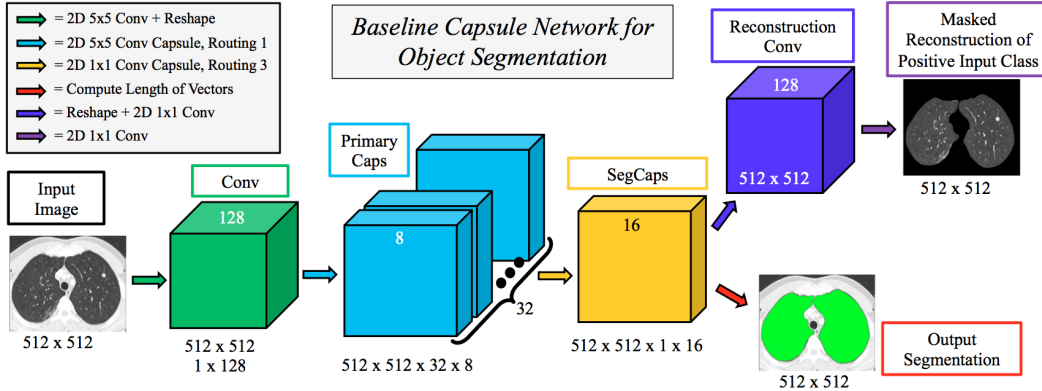 = 2D 5x5 Conv + Reshape
= 2D 5x5 Conv Capsule, Routing 1
= 2D 1x1 Conv Capsule, Routing 3
= Compute Length of Vectors
= Reshape + 2D 1x1 Conv
= 2D 1x1 Conv
Baseline Capsule Network for
Object Segmentation
Input
Image
512 x 512
Conv
128
512 x 512
1 x 128
Primary
Caps
8
32
512 x 512 x 32 x 8
SegCaps
16
512 x 512 x 1 x 16
Reconstruction
Conv
128
512 x 512
Masked
Reconstruction of
Positive Input Class
512 x 512
512 x 512
Output
Segmentation